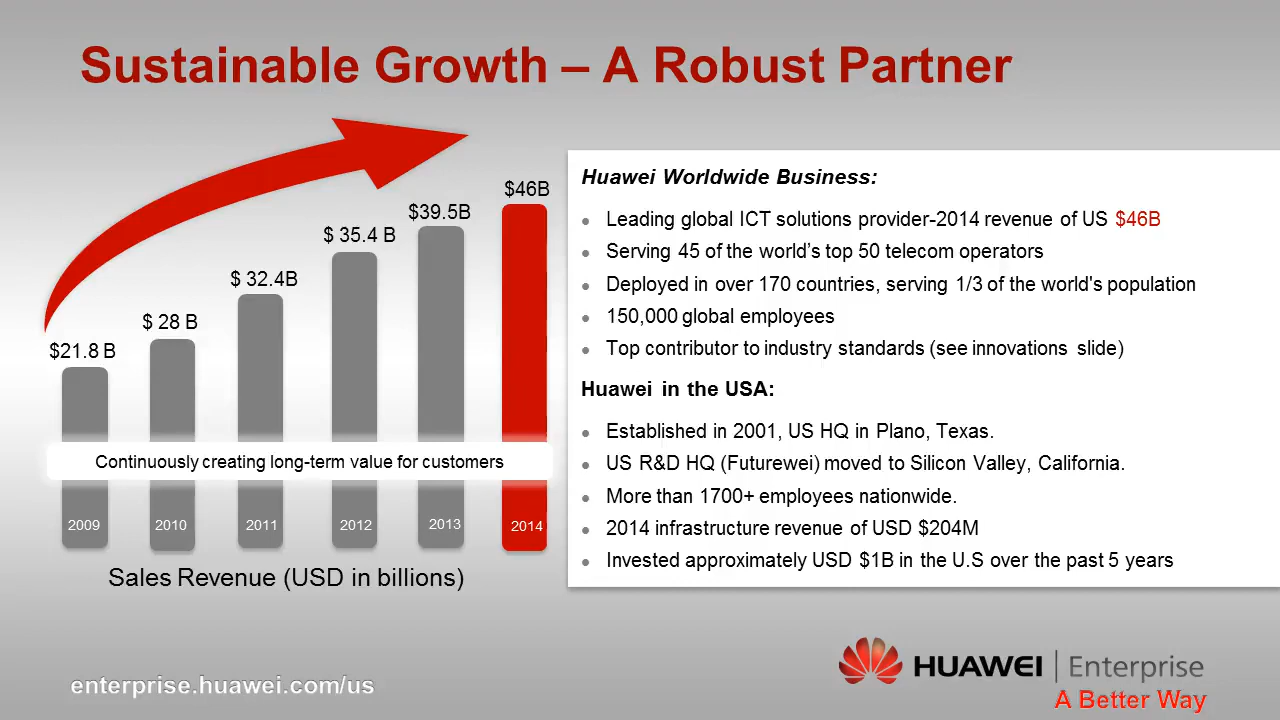 Sustainable Growth – A Robust Partner
$46B
$39.5B
$ 35.4 B
$ 32.4B
$ 28 B
$21.8 B
Continuously creating long-term value for customers
2009
2010
2011
2012
2013
2014
Sales Revenue (USD in billions)
Huawei Worldwide Business:
Leading global ICT solutions provider-2014 revenue of US $46B
Serving 45 of the world’s top 50 telecom operators
Deployed in over 170 countries, serving 1/3 of the world's population
150,000 global employees
Top contributor to industry standards (see innovations slide)
Huawei in the USA:
Established in 2001, US HQ in Plano, Texas.
US R&D HQ (Futurewei) moved to Silicon Valley, California.
More than 1700+ employees nationwide.
2014 infrastructure revenue of USD $204M
Invested approximately USD $1B in the U.S over the past 5 years
enterprise.huawei.com/us
HUAWEI | Enterprise
A Better Way